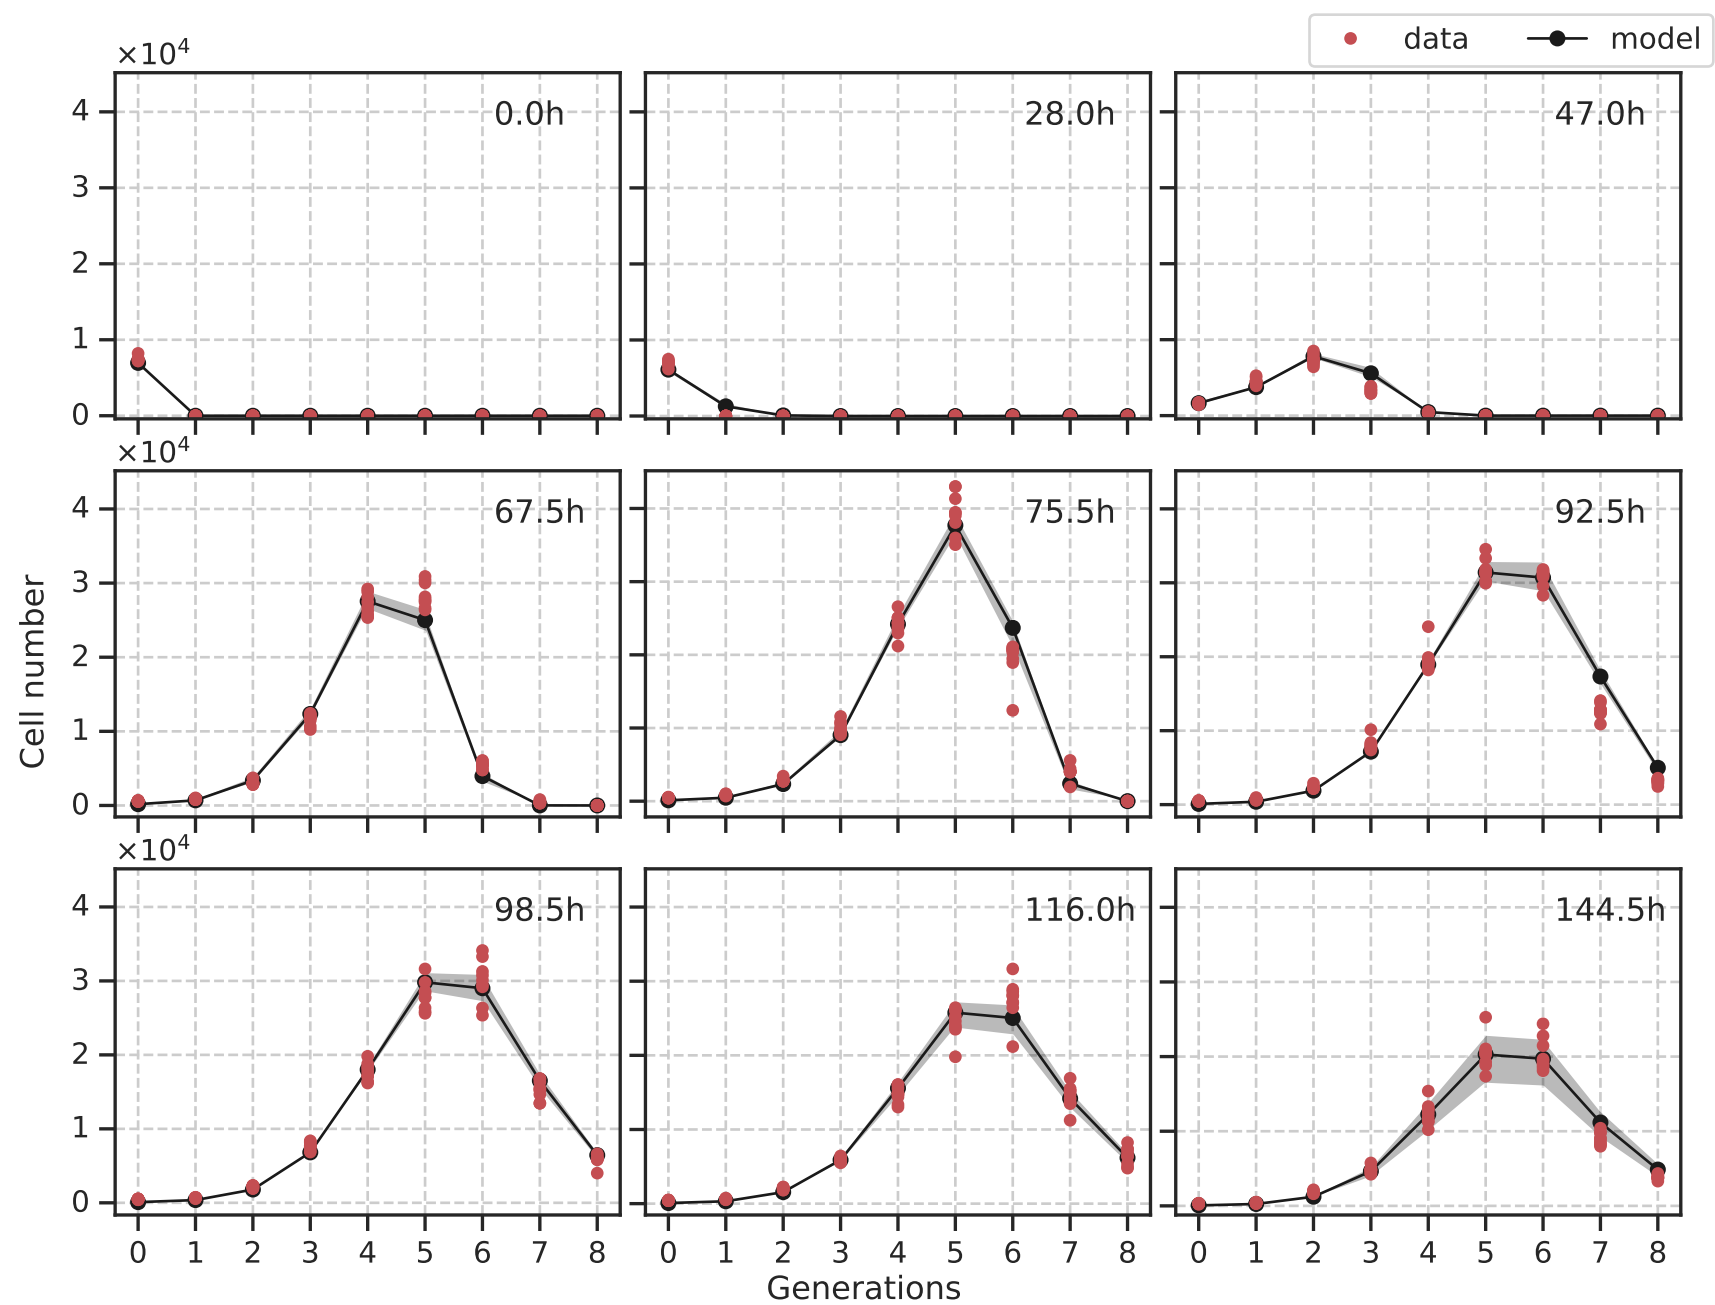 data model
×10⁴
4
3
2
1
0
0.0h
28.0h
47.0h
×10⁴
4
3
2
1
0
67.5h
75.5h
92.5h
Cell number
×10⁴
4
3
2
1
0
98.5h
116.0h
144.5h
0 1 2 3 4 5 6 7 8
0 1 2 3 4 5 6 7 8
0 1 2 3 4 5 6 7 8
Generations